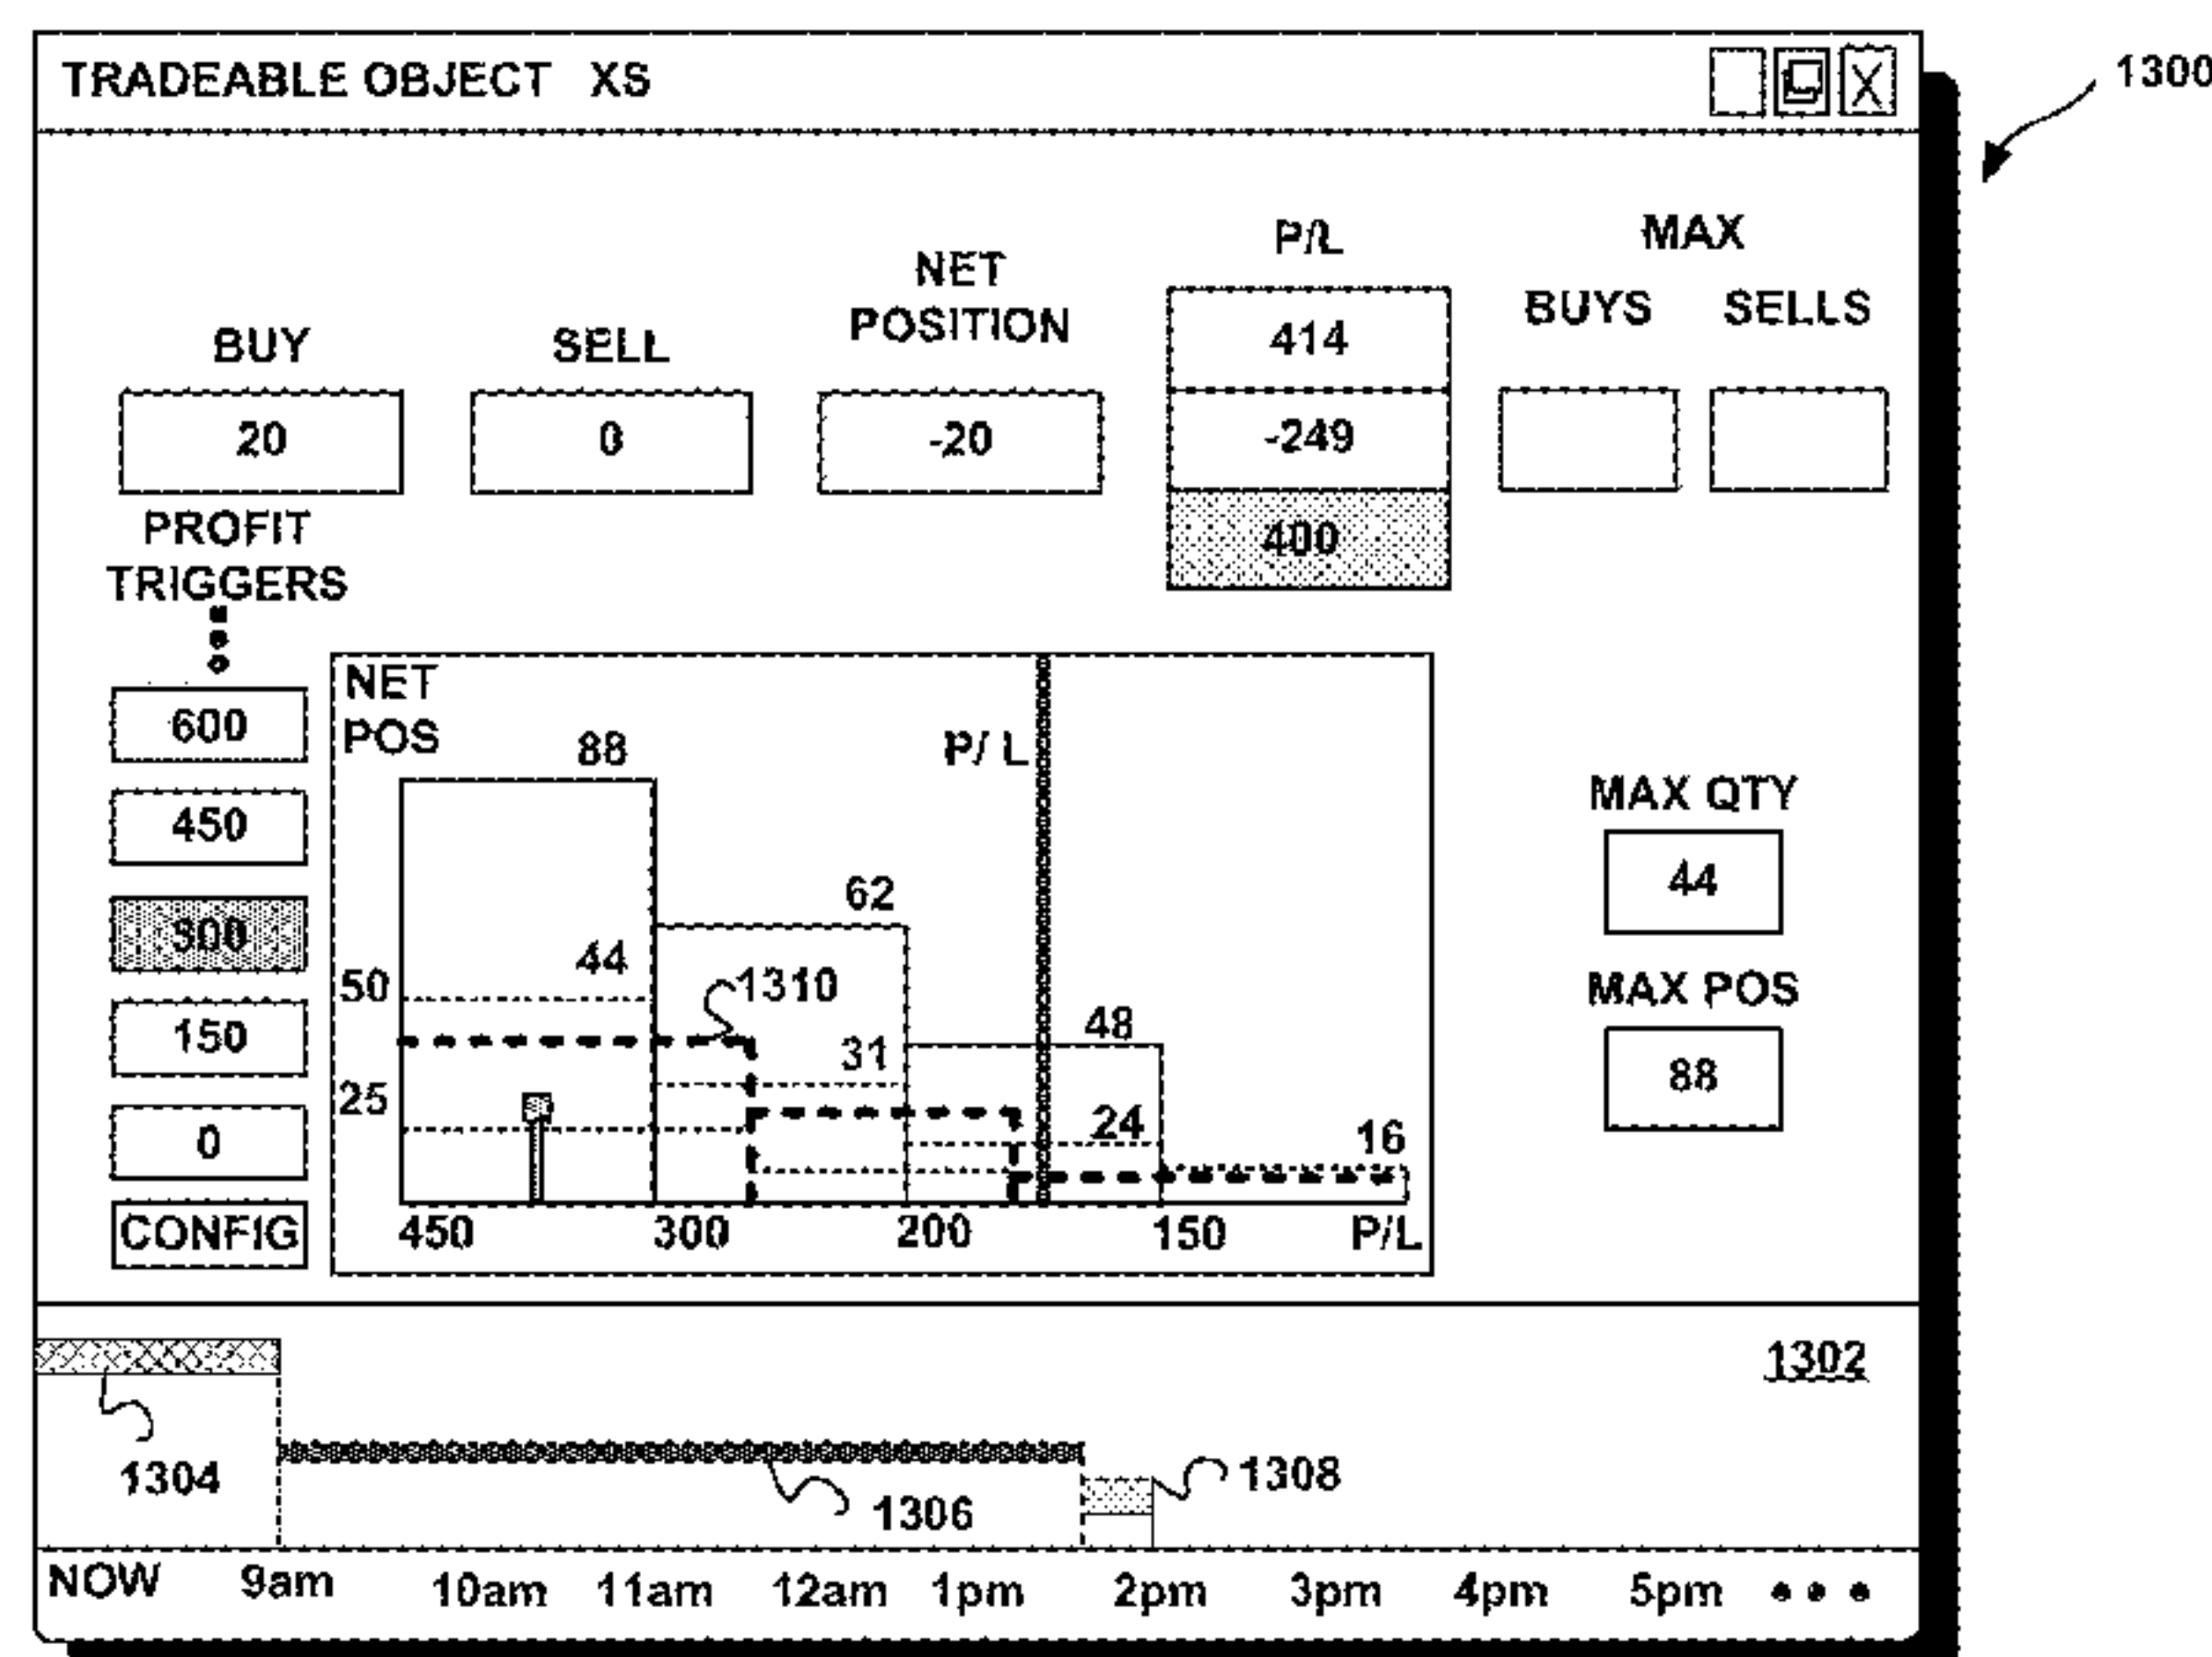 TRADEABLE OBJECT XS
1300
P/L
MAX
NET
POSITION
BUYS
SELLS
BUY
SELL
414
20
0
-20
-249
400
PROFIT
TRIGGERS
600
450
300
150
0
CONFIG
NET
POS
88
P/ L
62
44
50
1310
48
31
25
24
16
450
300
200
150
P/L
MAX QTY
44
MAX POS
88
1302
1304
1306
1308
NOW 9am 10am 11am 12am 1pm 2pm 3pm 4pm 5pm